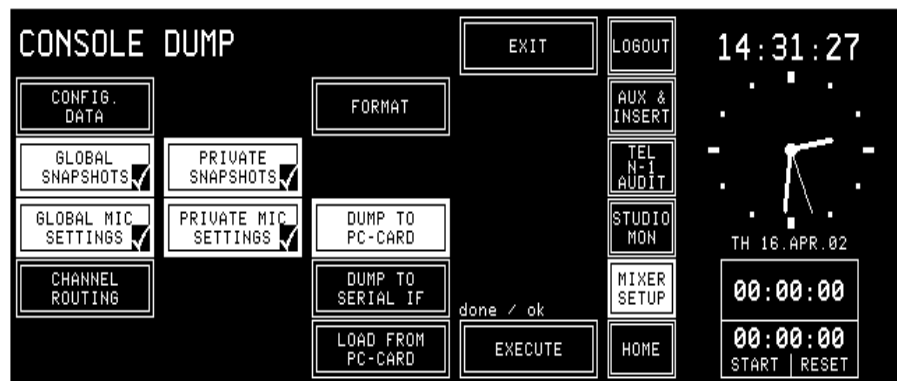 CONSOLE DUMP
EXIT
LOGOUT
14:31:27
CONFIG.
DATA
FORMAT
AUX &
INSERT
GLOBAL
SNAPSHOTS
PRIVATE
SNAPSHOTS
TEL
N-1
AUDIT
GLOBAL MIC
SETTINGS
PRIVATE MIC
SETTINGS
DUMP TO
PC-CARD
STUDIO
MON
TH 16.APR.02
CHANNEL
ROUTING
DUMP TO
SERIAL IF
done / ok
MIXER
SETUP
00:00:00
LOAD FROM
PC-CARD
EXECUTE
HOME
00:00:00
START RESET